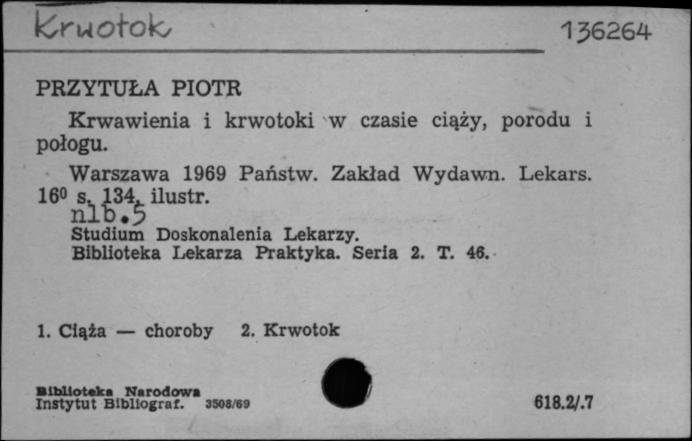 Krwotok
136264
PRZYTUŁA PIOTR
Krwawienia i krwotoki w czasie ciąży, porodu i
połogu.
Warszawa 1969 Państw. Zakład Wydawn. Lekars.
16⁰ s. 134, ilustr.
nlb.5
Studium Doskonalenia Lekarzy.
Biblioteka Lekarza Praktyka. Seria 2. T. 46.
1. Ciąża — choroby 2. Krwotok
Biblioteka Narodowa
Instytut Bibliograf. 3508/69
618.2/.7